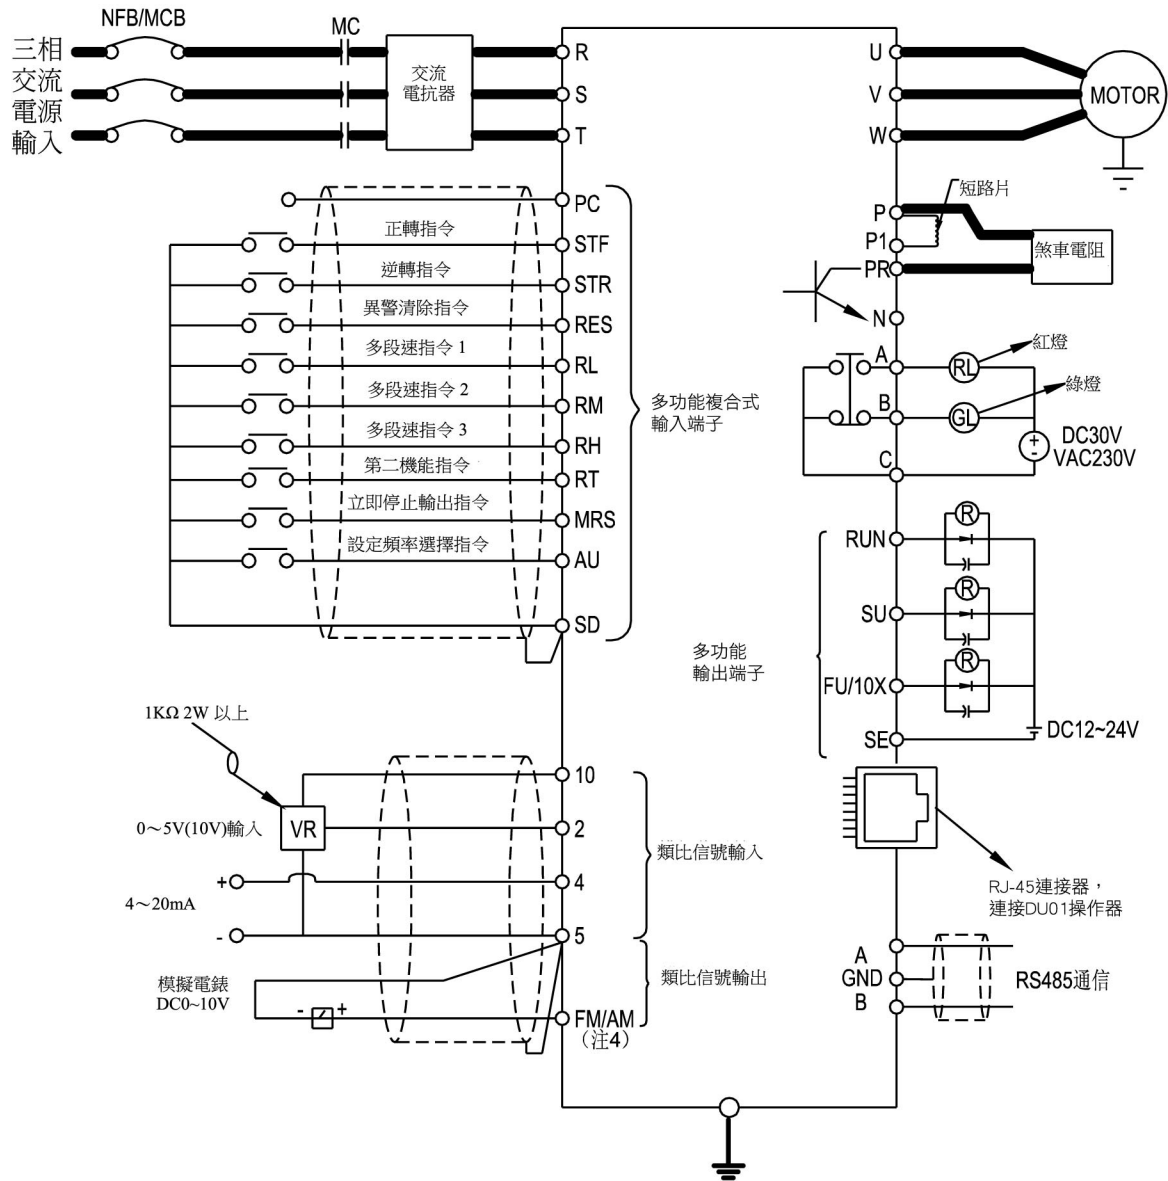 NFB/MCB
MC
三相
交流
電源
輸入
交流
電抗器
R
S
T
U
V
W
MOTOR
PC
正轉指令
STF
逆轉指令
STR
異警清除指令
RES
多段速指令 1
RL
多段速指令 2
RM
多段速指令 3
RH
第二機能指令
RT
立即停止輸出指令
MRS
設定頻率選擇指令
AU
SD
多功能複合式
輸入端子
短路片
P
P1
PR
N
煞車電阻
A
B
C
RL
GL
紅燈
綠燈
+
-
DC30V
VAC230V
RUN
SU
FU/10X
SE
R
R
R
多功能
輸出端子
DC12~24V
1KΩ 2W 以上
0～5V(10V)輸入
VR
10
2
4
5
+
4～20mA
-
類比信號輸入
模擬電錶
DC0~10V
- +
FM/AM
（注4）
類比信號輸出
RJ-45連接器，
連接DU01操作器
A
GND
B
RS485通信